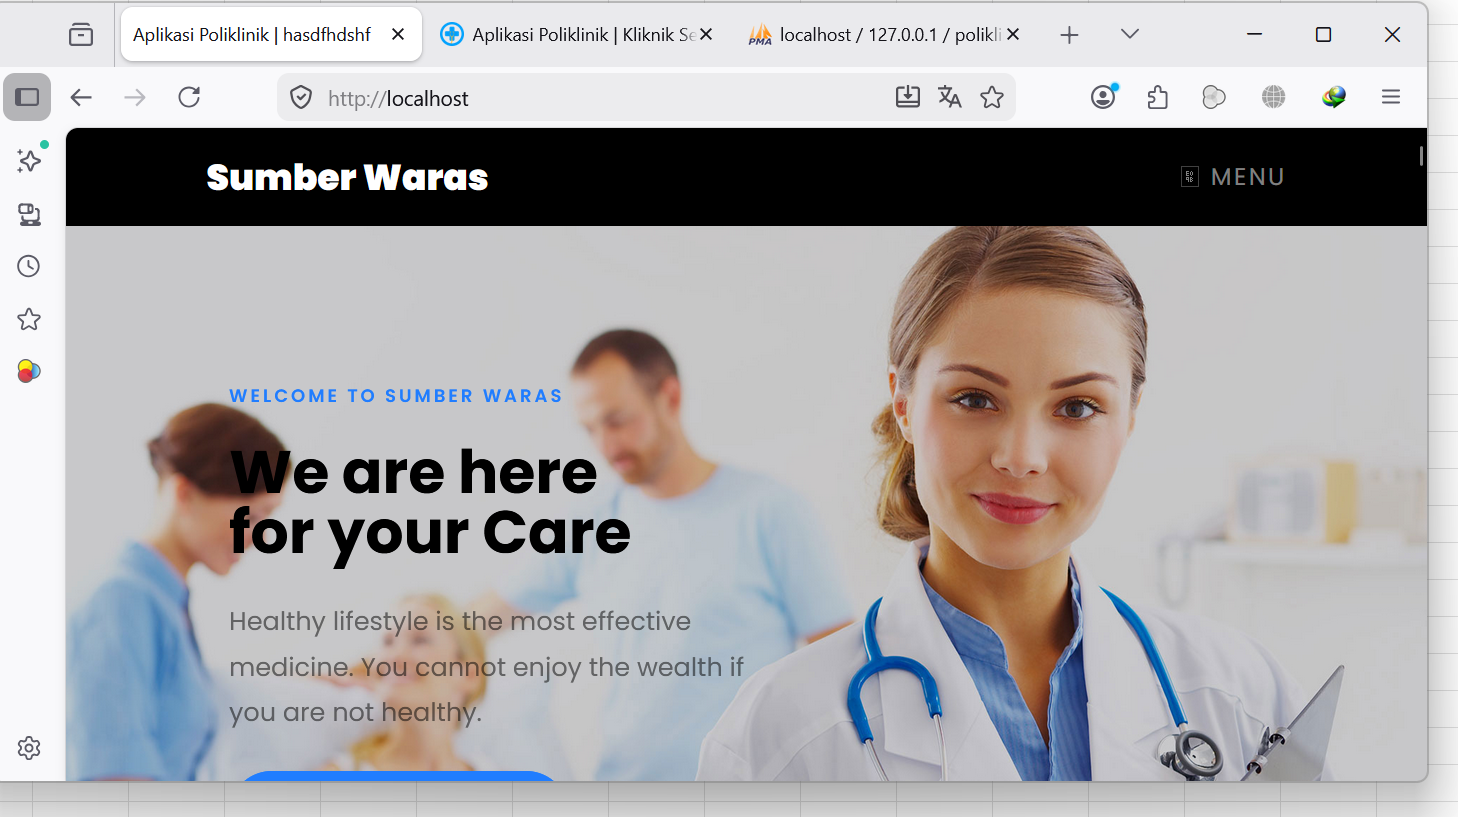 Aplikasi Poliklinik | hasdfhdshf
Aplikasi Poliklinik | Kliknik Se
PMA
localhost / 127.0.0.1 / polikli
http://localhost
Sumber Waras
MENU
WELCOME TO SUMBER WARAS
We are here
for your Care
Healthy lifestyle is the most effective
medicine. You cannot enjoy the wealth if
you are not healthy.